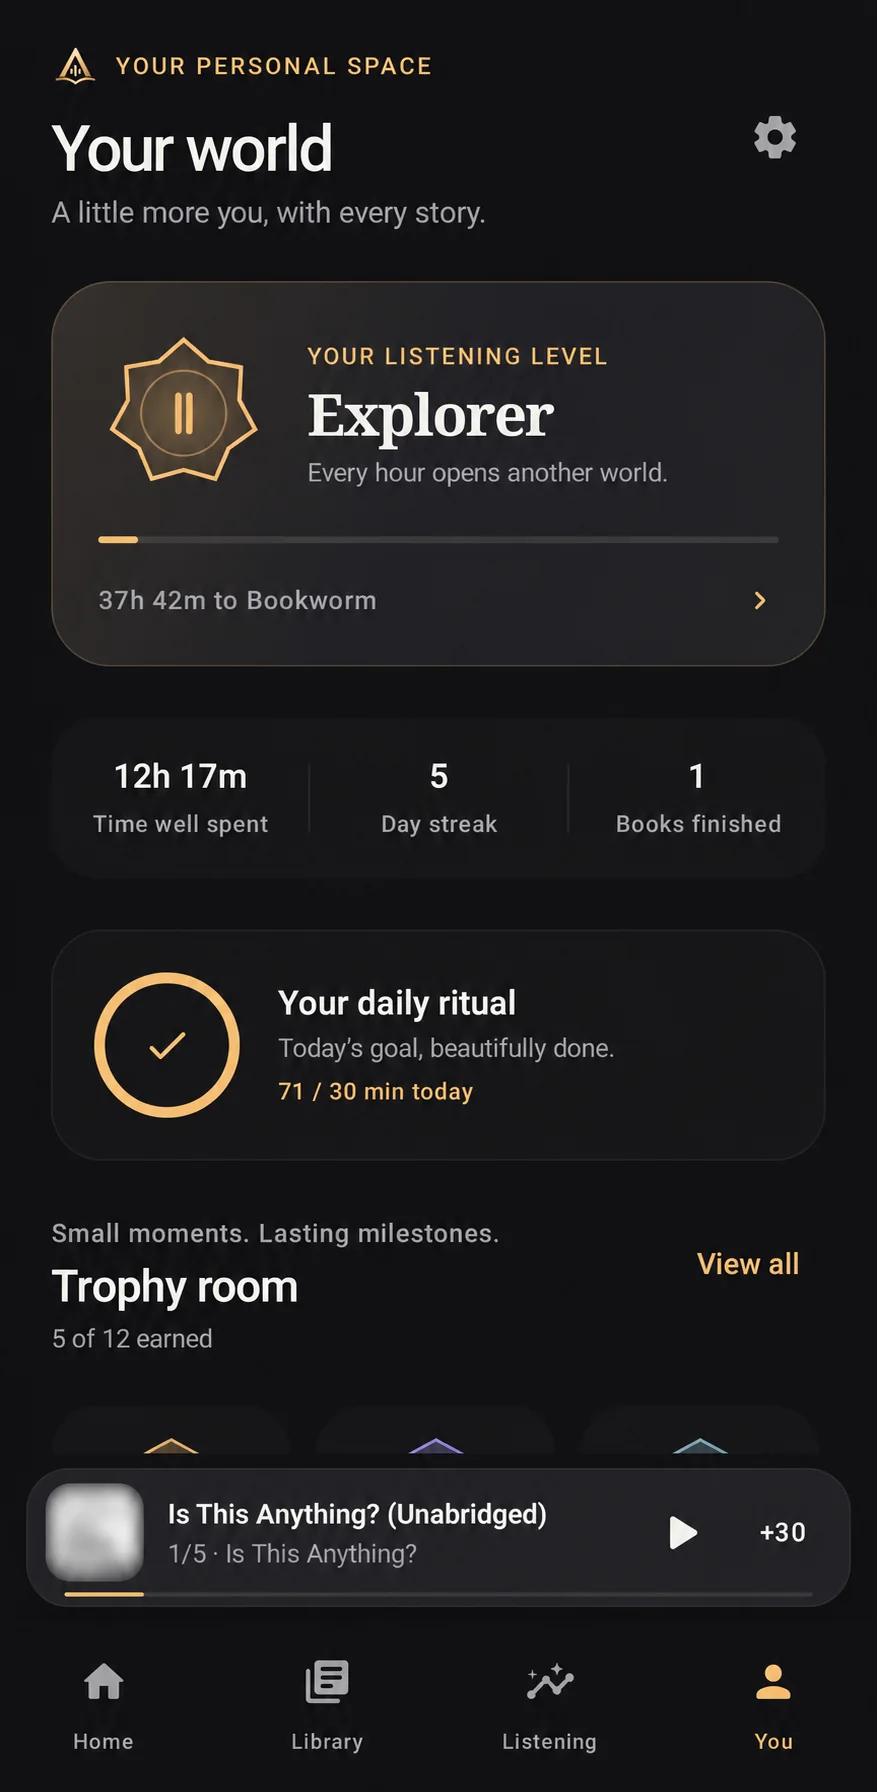 YOUR PERSONAL SPACE
Your world
A little more you, with every story.
YOUR LISTENING LEVEL
Explorer
Every hour opens another world.
37h 42m to Bookworm
12h 17m
Time well spent
5
Day streak
1
Books finished
Your daily ritual
Today’s goal, beautifully done.
71 / 30 min today
Small moments. Lasting milestones.
Trophy room
View all
5 of 12 earned
Is This Anything? (Unabridged)
1/5 · Is This Anything?
+30
Home
Library
Listening
You